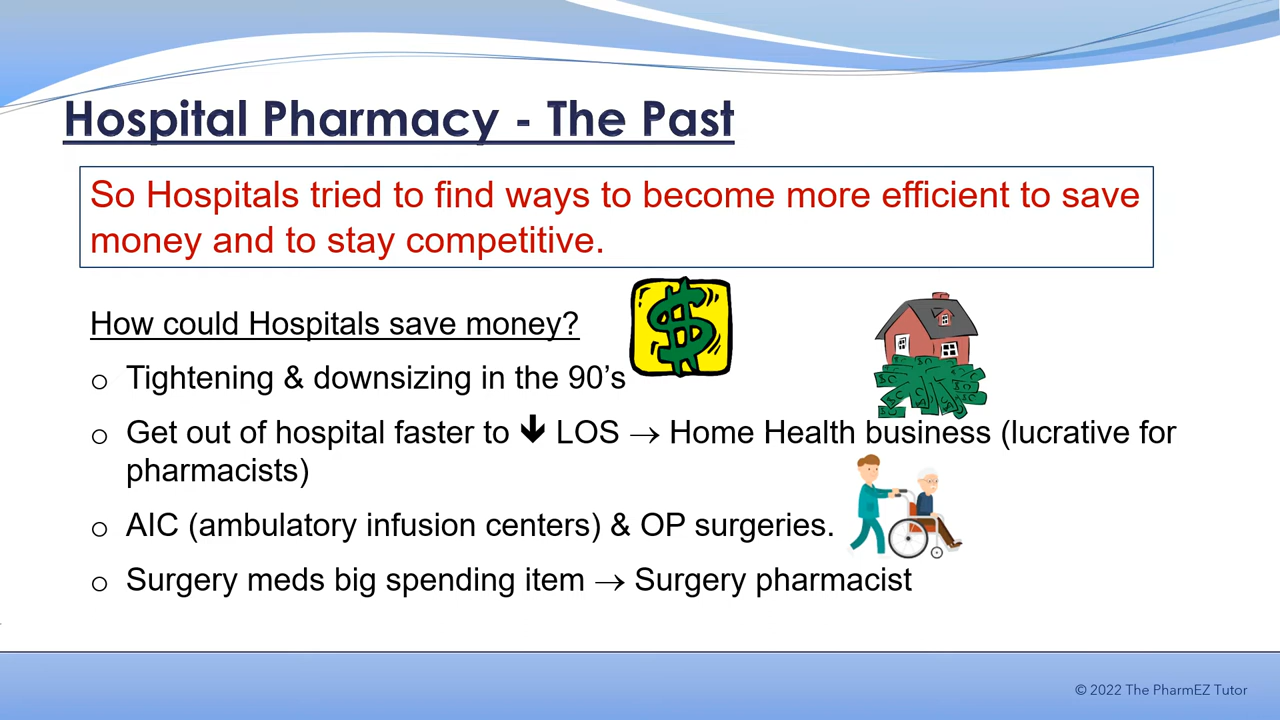 Hospital Pharmacy - The Past
So Hospitals tried to find ways to become more efficient to save
money and to stay competitive.
How could Hospitals save money?
o Tightening & downsizing in the 90’s
$
o Get out of hospital faster to 🡻 LOS → Home Health business (lucrative for
pharmacists)
o AIC (ambulatory infusion centers) & OP surgeries.
o Surgery meds big spending item → Surgery pharmacist
© 2022 The PharmEZ Tutor